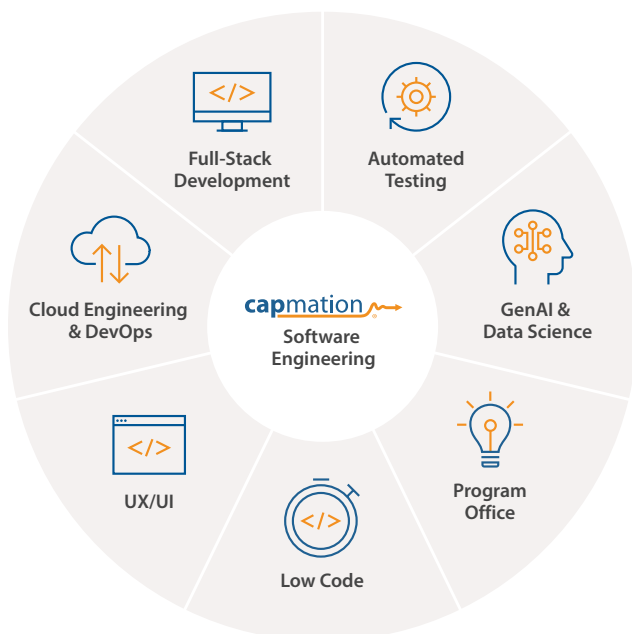 </>
Full-Stack
Development
Automated
Testing
GenAI &
Data Science
Program
Office
</>
Low Code
</>
UX/UI
Cloud Engineering
& DevOps
capmation
®
Software
Engineering